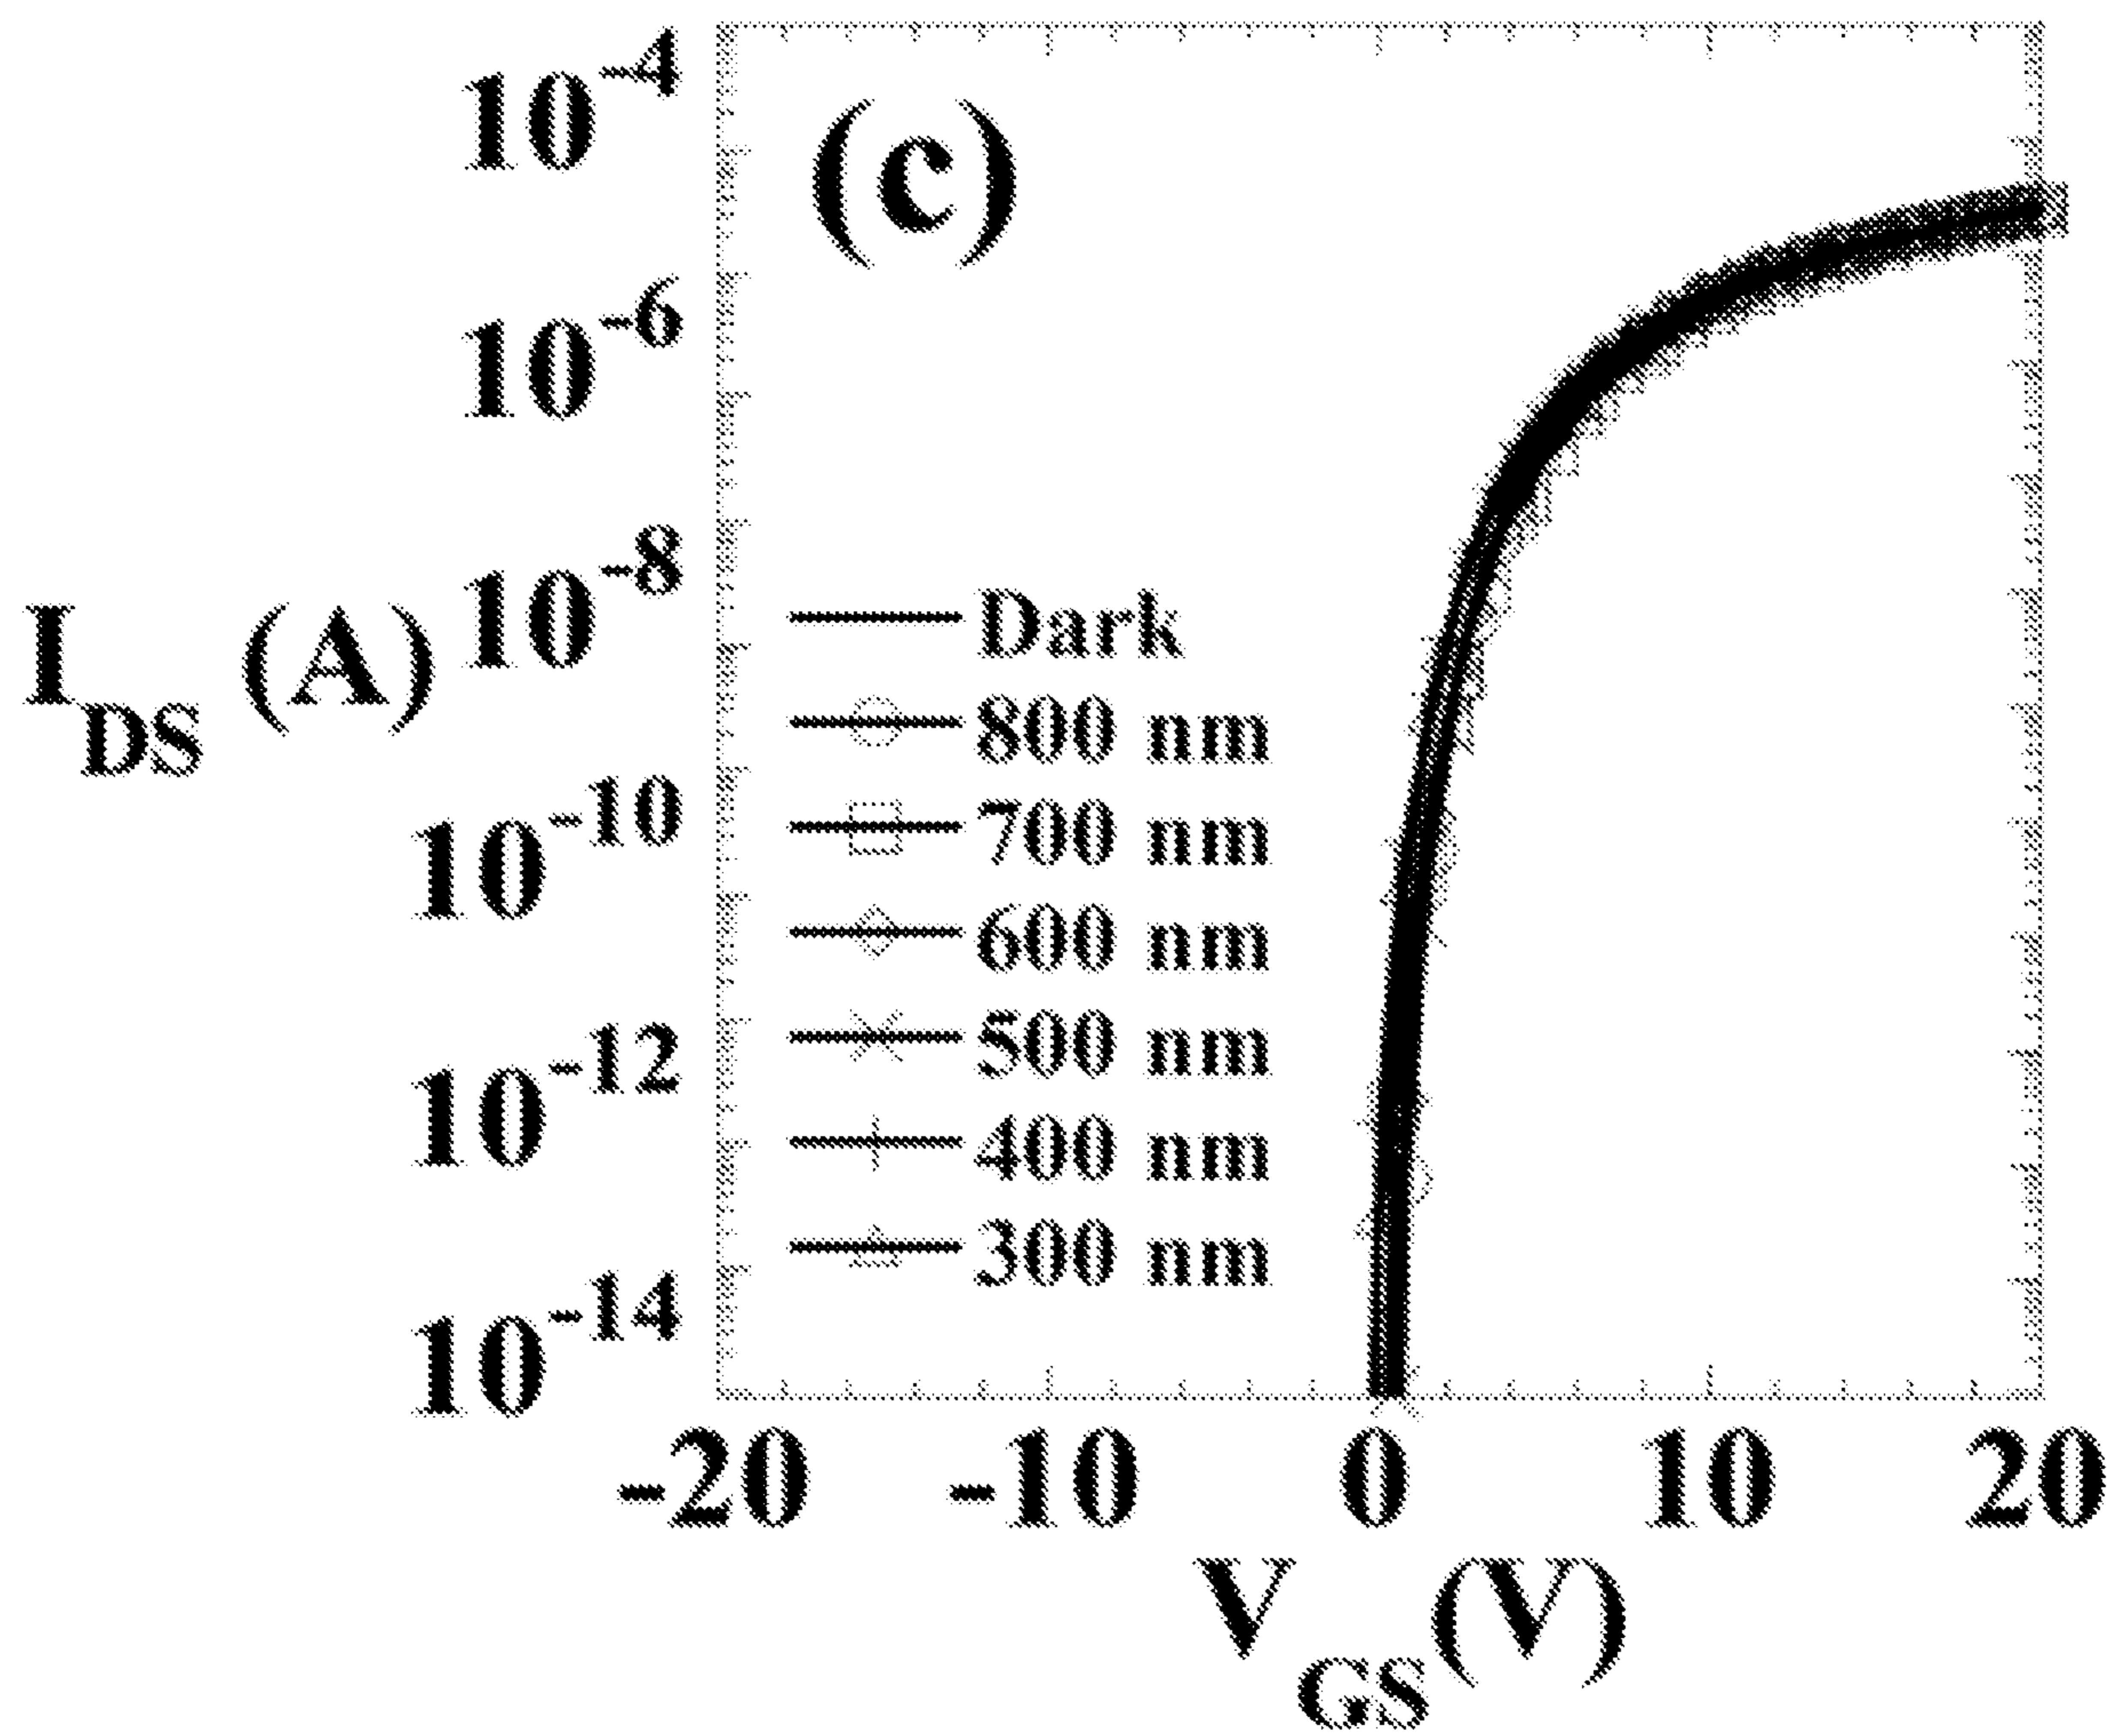 (c)
I_DS (A)
10^-4
10^-6
10^-8
10^-10
10^-12
10^-14
Dark
800 nm
700 nm
600 nm
500 nm
400 nm
300 nm
-20 -10 0 10 20
V_GS(V)